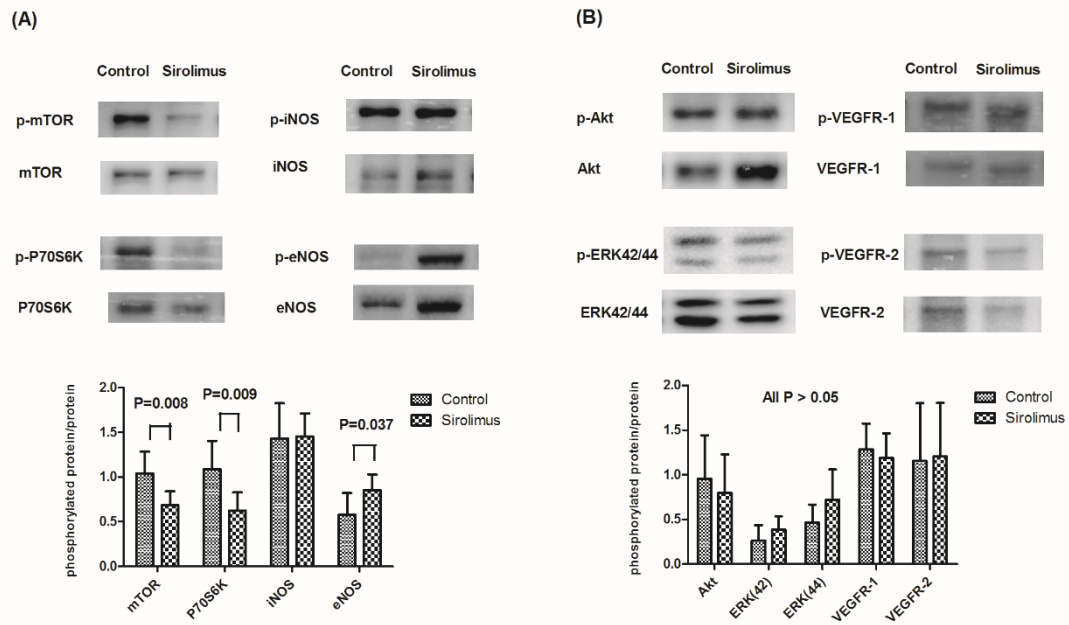 (A)
Control Sirolimus
Control Sirolimus
p-mTOR
p-iNOS
mTOR
iNOS
p-P70S6K
p-eNOS
P70S6K
eNOS
phosphorylated protein/protein
2.0
1.5
1.0
0.5
0.0
P=0.008
P=0.009
P=0.037
Control
Sirolimus
mTOR
P70S6K
iNOS
eNOS
(B)
Control Sirolimus
Control Sirolimus
p-Akt
p-VEGFR-1
Akt
VEGFR-1
p-ERK42/44
p-VEGFR-2
ERK42/44
VEGFR-2
phosphorylated protein/protein
2.0
1.5
1.0
0.5
0.0
All P > 0.05
Control
Sirolimus
Akt
ERK(42)
ERK(44)
VEGFR-1
VEGFR-2